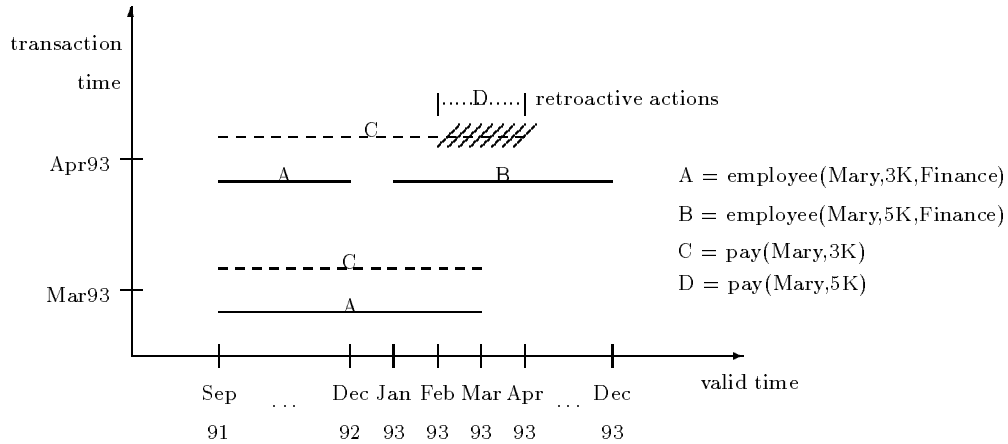 transaction
time
D
retroactive actions
C
Apr93
A
B
A = employee(Mary,3K,Finance)
B = employee(Mary,5K,Finance)
C = pay(Mary,3K)
D = pay(Mary,5K)
C
Mar93
A
valid time
Sep ... Dec Jan Feb Mar Apr ... Dec
91 92 93 93 93 93 93